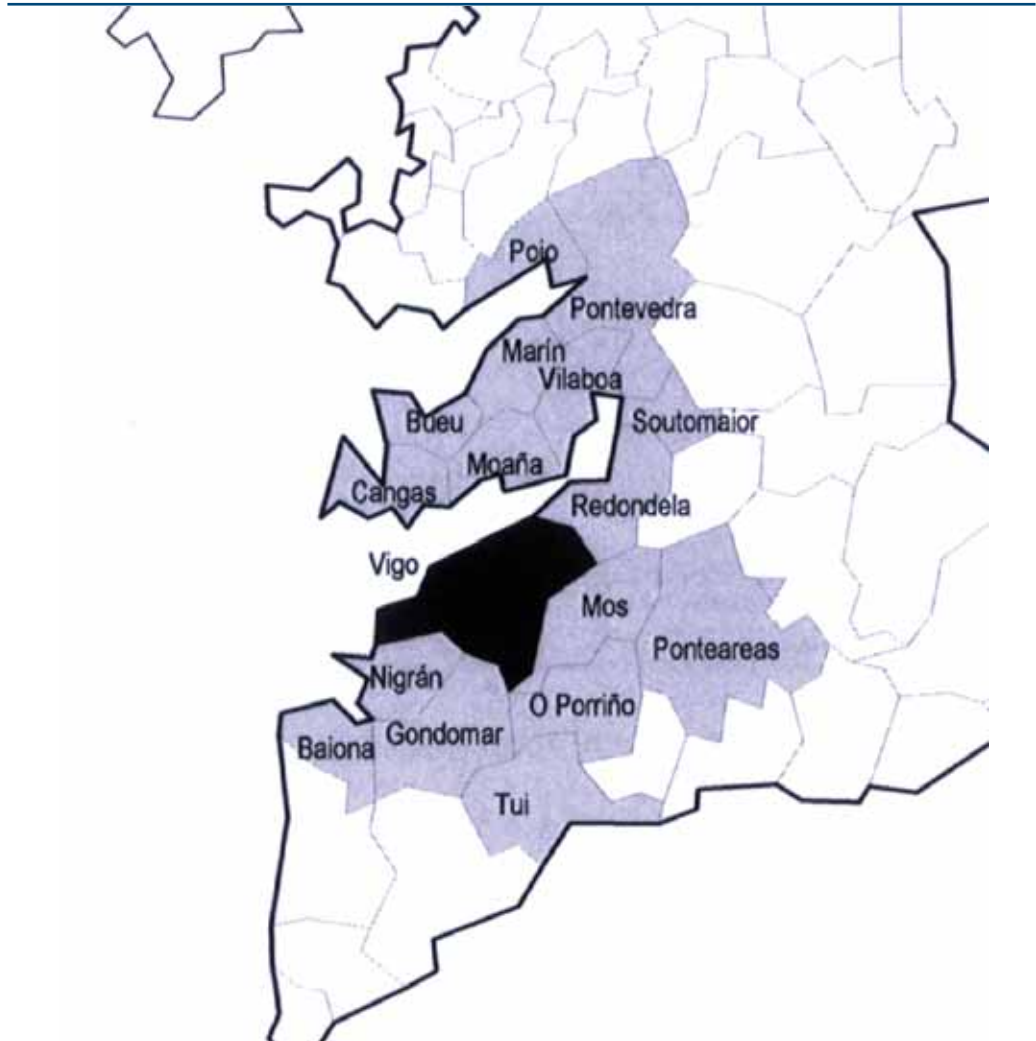 Poio
Pontevedra
Marín
Vilaboa
Bueu
Soutomaior
Moaña
Cangas
Redondela
Vigo
Mos
Ponteareas
Nigrán
O Porriño
Gondomar
Baiona
Tui